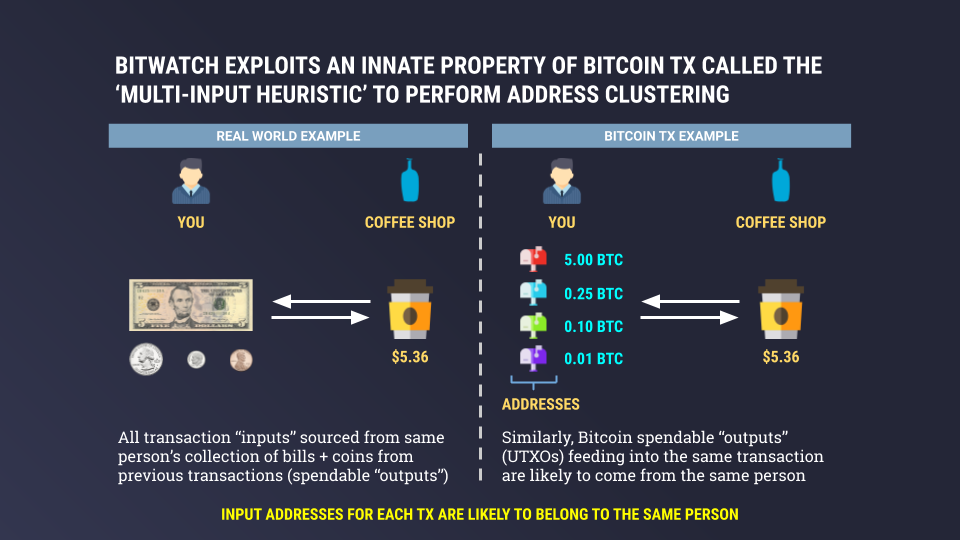 BITWATCH EXPLOITS AN INNATE PROPERTY OF BITCOIN TX CALLED THE
‘MULTI-INPUT HEURISTIC’ TO PERFORM ADDRESS CLUSTERING
REAL WORLD EXAMPLE
YOU
COFFEE SHOP
$5.36
All transaction “inputs” sourced from same
person’s collection of bills + coins from
previous transactions (spendable “outputs”)
BITCOIN TX EXAMPLE
YOU
COFFEE SHOP
5.00 BTC
0.25 BTC
0.10 BTC
0.01 BTC
$5.36
ADDRESSES
Similarly, Bitcoin spendable “outputs”
(UTXOs) feeding into the same transaction
are likely to come from the same person
INPUT ADDRESSES FOR EACH TX ARE LIKELY TO BELONG TO THE SAME PERSON